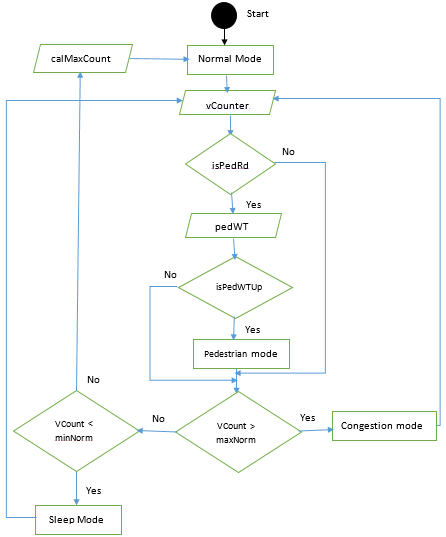 Start
calMaxCount
Normal Mode
vCounter
isPedRd
No
Yes
pedWT
No
isPedWTUp
Yes
Pedestrian mode
No
VCount <
minNorm
No
VCount >
maxNorm
Yes
Congestion mode
Yes
Sleep Mode